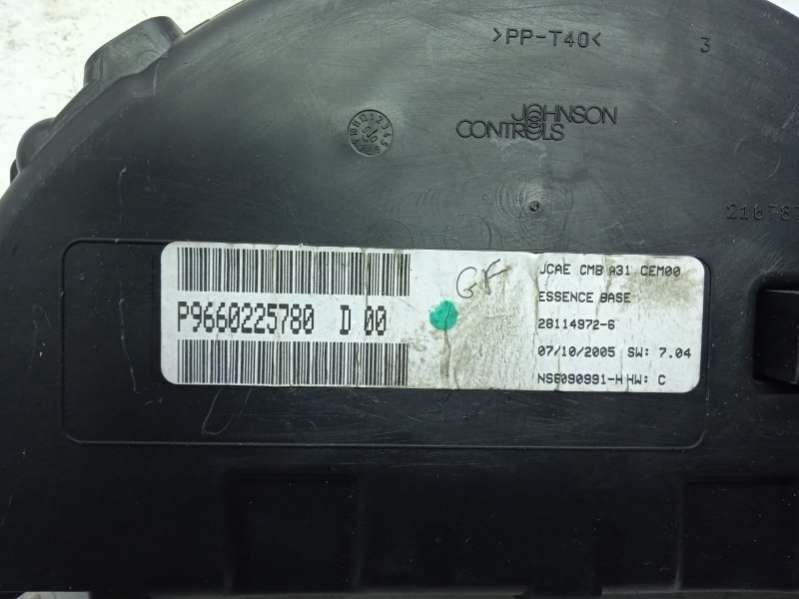 >PP-T40<
3
JOHNSON
CONTROLS
JCAE CMB A31 CEM00
ESSENCE BASE
P9660225780 D 00
GF
28114972-6
07/10/2005 SW: 7.04
NS6090991-H HW: C